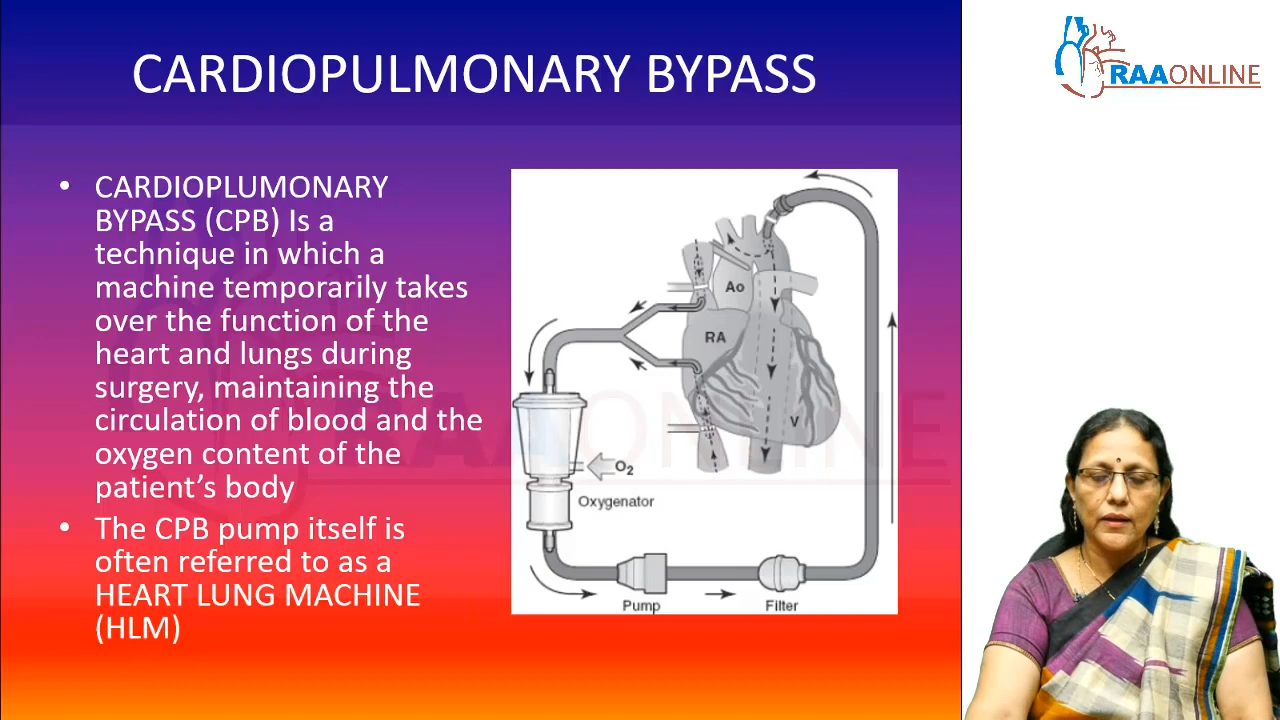 CARDIOPULMONARY BYPASS
RAAONLINE
• CARDIOPLUMONARY
BYPASS (CPB) Is a
technique in which a
machine temporarily takes
over the function of the
heart and lungs during
surgery, maintaining the
circulation of blood and the
oxygen content of the
patient’s body
• The CPB pump itself is
often referred to as a
HEART LUNG MACHINE
(HLM)
Ao
RA
V
O₂
Oxygenator
Pump
Filter
RAAONLINE